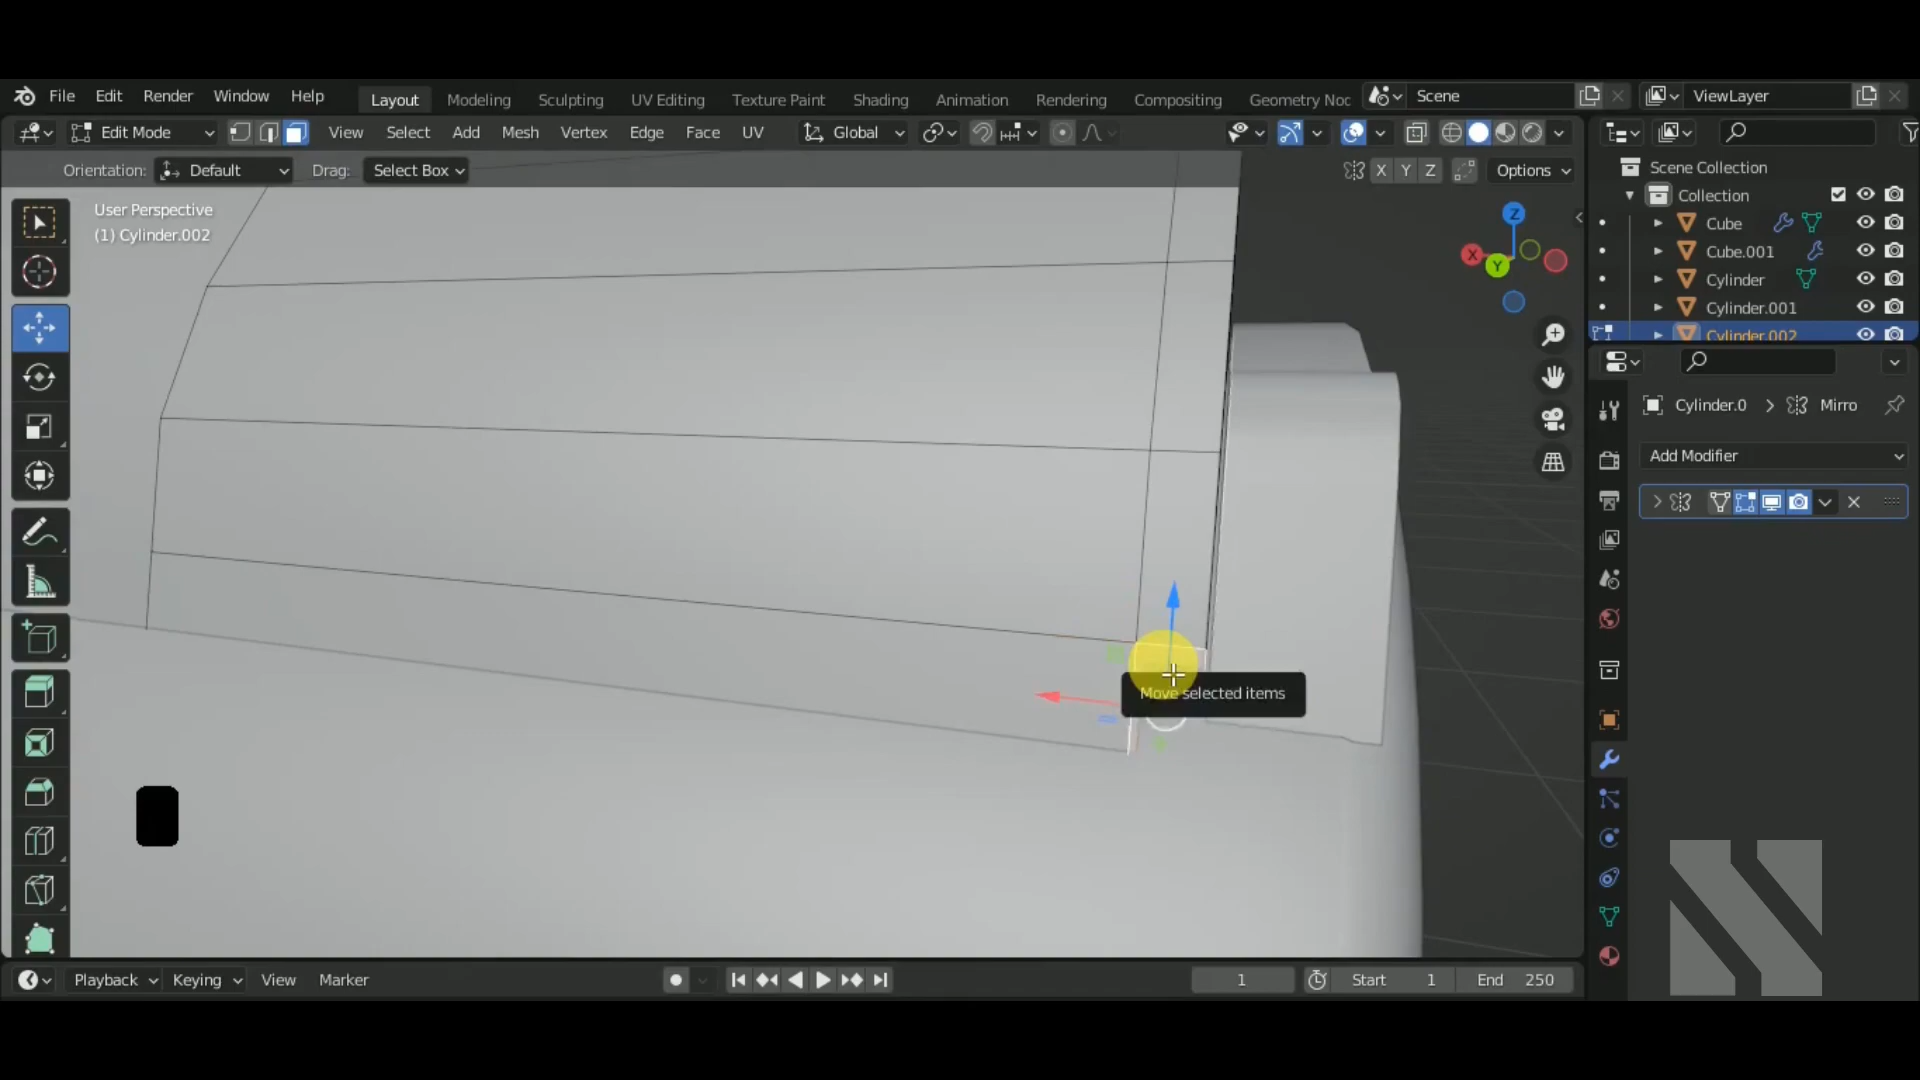 File Edit Render Window Help Layout Modeling Sculpting UV Editing Texture Paint Shading Animation Rendering Compositing Geometry Noc Scene ViewLayer
Edit Mode View Select Add Mesh Vertex Edge Face UV Global
Orientation: Default Drag: Select Box X Y Z Options
Scene Collection
Collection
User Perspective
(1) Cylinder.002
Cube
Cube.001
Cylinder
Cylinder.001
Cylinder.002
Z
X
Y
Cylinder.0 Mirro
Add Modifier
Move selected items
Playback Keying View Marker 1 Start 1 End 250